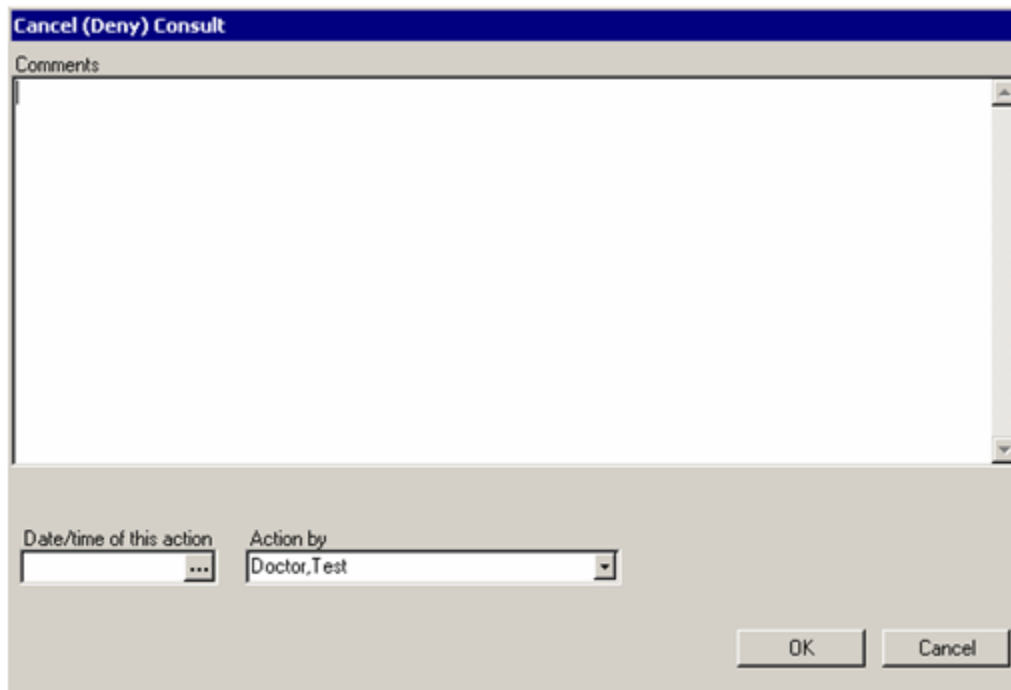 Cancel (Deny) Consult
Comments
Date/time of this action Action by
... Doctor,Test
OK Cancel